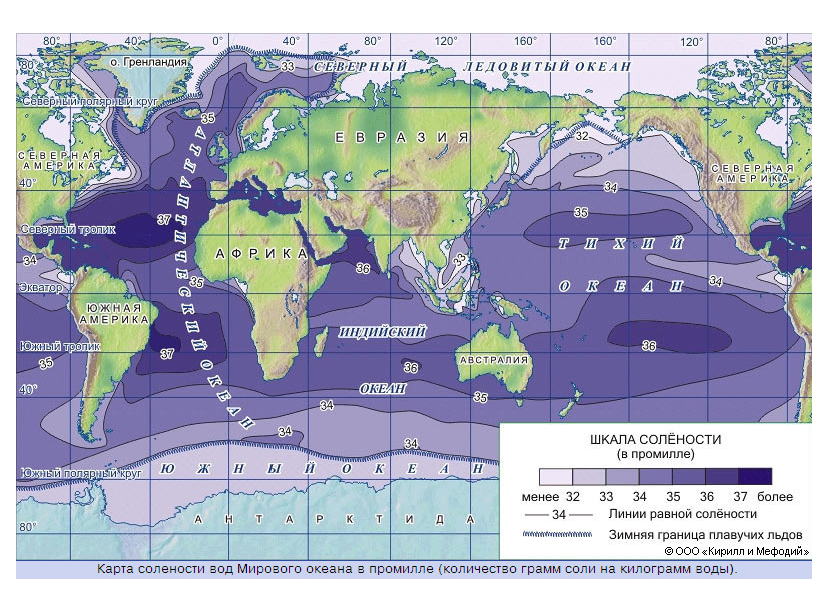 80° 40° 0° 40° 80° 120° 160° 160° 120° 80°
80°
о. Гренландия
33
СЕВЕРНЫЙ ЛЕДОВИТЫЙ ОКЕАН
34
Северный полярный круг
35
ЕВРАЗИЯ
32
СЕВЕРНАЯ
АМЕРИКА
СЕВЕРНАЯ
АМЕРИКА
40°
34
АТЛАНТИЧЕСКИЙ ОКЕАН
37
35
Северный тропик
ТИХИЙ
АФРИКА
34
36
33
35
34
Экватор
ОКЕАН
ЮЖНАЯ
АМЕРИКА
ИНДИЙСКИЙ
Южный тропик
36
37
АВСТРАЛИЯ
35
36
40°
ОКЕАН
35
34
34
34
Южный полярный круг
ЮЖНЫЙ ОКЕАН
АНТАРКТИДА
80°
ШКАЛА СОЛЁНОСТИ
(в промилле)
менее 32 33 34 35 36 37 более
34 Линии равной солёности
Зимняя граница плавучих льдов
© ООО «Кирилл и Мефодий»
Карта солености вод Мирового океана в промилле (количество грамм соли на килограмм воды).